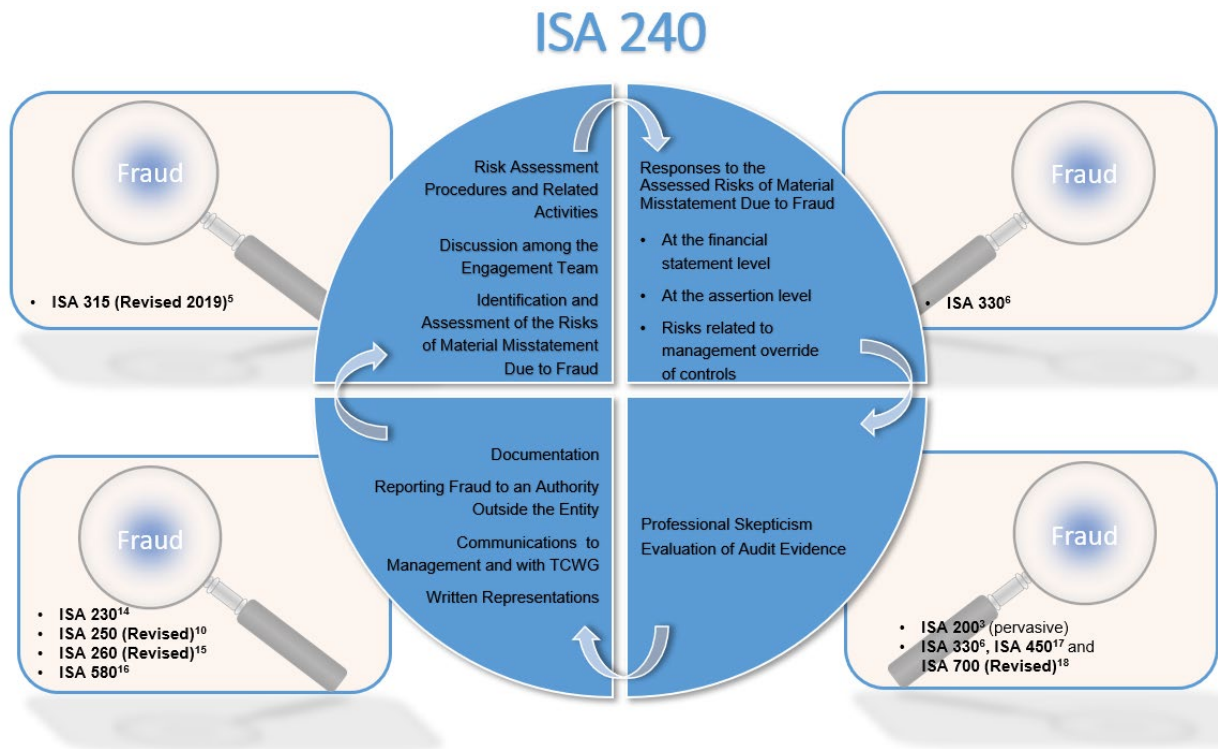 ISA 240
Fraud
• ISA 315 (Revised 2019)⁵
Risk Assessment
Procedures and Related
Activities
Discussion among the
Engagement Team
Identification and
Assessment of the Risks
of Material Misstatement
Due to Fraud
Responses to the
Assessed Risks of Material
Misstatement Due to Fraud
• At the financial
statement level
• At the assertion level
• Risks related to
management override
of controls
Fraud
• ISA 330⁶
Fraud
• ISA 230¹⁴
• ISA 250 (Revised)¹⁰
• ISA 260 (Revised)¹⁵
• ISA 580¹⁶
Documentation
Reporting Fraud to an Authority
Outside the Entity
Communications to
Management and with TCWG
Written Representations
Professional Skepticism
Evaluation of Audit Evidence
Fraud
• ISA 200³ (pervasive)
• ISA 330⁶, ISA 450¹⁷ and
ISA 700 (Revised)¹⁸